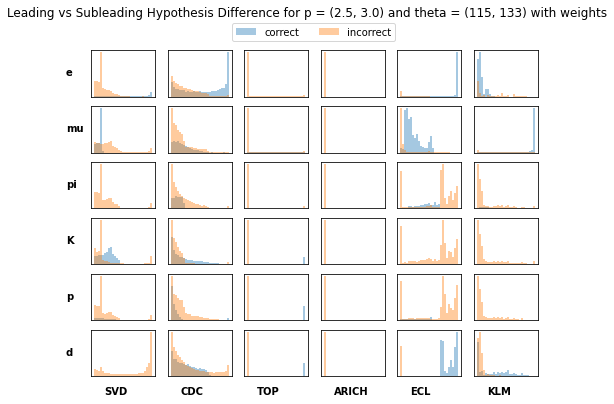 Leading vs Subleading Hypothesis Difference for p = (2.5, 3.0) and theta = (115, 133) with weights
correct incorrect
e
mu
pi
K
p
d
SVD CDC TOP ARICH ECL KLM